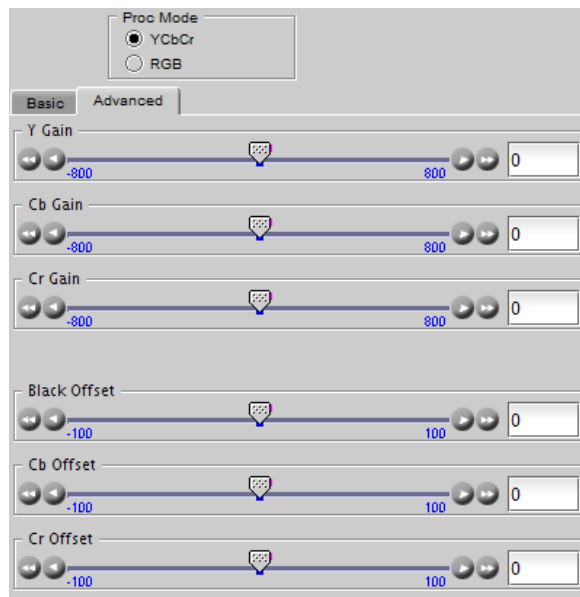 Proc Mode
YCbCr
RGB
Basic Advanced
Y Gain
-800 800 0
Cb Gain
-800 800 0
Cr Gain
-800 800 0
Black Offset
-100 100 0
Cb Offset
-100 100 0
Cr Offset
-100 100 0